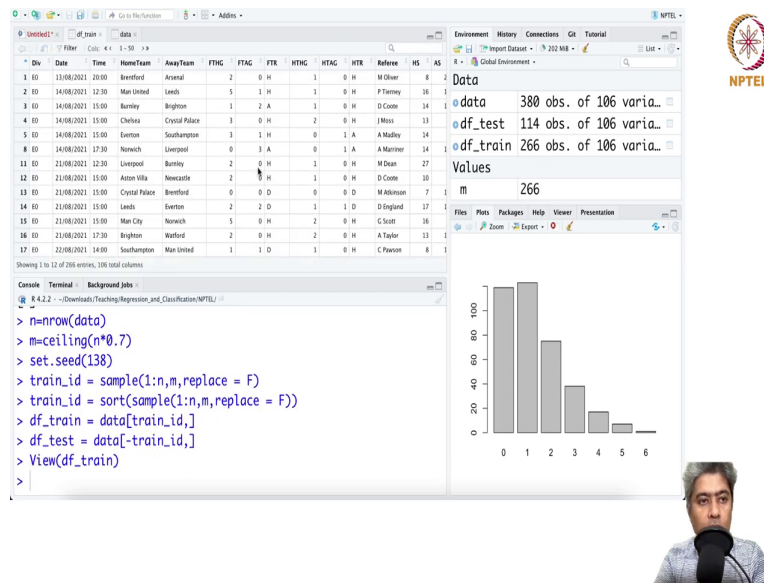 Go to file/function Addins NPTEL
Untitled1* df_train data
Filter Cols: 1 - 50
Div Date Time HomeTeam AwayTeam FTHG FTAG FTR HTHG HTAG HTR Referee HS AS
1 E0 13/08/2021 20:00 Brentford Arsenal 2 0 H 1 0 H M Oliver 8 2
2 E0 14/08/2021 12:30 Man United Leeds 5 1 H 1 0 H P Tierney 16 1
3 E0 14/08/2021 15:00 Burnley Brighton 1 2 A 1 0 H D Coote 14 1
4 E0 14/08/2021 15:00 Chelsea Crystal Palace 3 0 H 2 0 H J Moss 13
5 E0 14/08/2021 15:00 Everton Southampton 3 1 H 0 1 A A Madley 14
8 E0 14/08/2021 17:30 Norwich Liverpool 0 3 A 0 1 A A Marriner 14 1
11 E0 21/08/2021 12:30 Liverpool Burnley 2 0 H 1 0 H M Dean 27
12 E0 21/08/2021 15:00 Aston Villa Newcastle 2 0 H 1 0 H D Coote 10
13 E0 21/08/2021 15:00 Crystal Palace Brentford 0 0 D 0 0 D M Atkinson 7 1
14 E0 21/08/2021 15:00 Leeds Everton 2 2 D 1 1 D D England 17 1
15 E0 21/08/2021 15:00 Man City Norwich 5 0 H 2 0 H G Scott 16
16 E0 21/08/2021 17:30 Brighton Watford 2 0 H 2 0 H A Taylor 13 1
17 E0 22/08/2021 14:00 Southampton Man United 1 1 D 1 0 H C Pawson 8 1
Showing 1 to 12 of 266 entries, 106 total columns
Console Terminal Background Jobs
R 4.2.2 · ~/Downloads/Teaching/Regression_and_Classification/NPTEL/
> n=nrow(data)
> m=ceiling(n*0.7)
> set.seed(138)
> train_id = sample(1:n,m,replace = F)
> train_id = sort(sample(1:n,m,replace = F))
> df_train = data[train_id,]
> df_test = data[-train_id,]
> View(df_train)
>
Environment History Connections Git Tutorial
Import Dataset 202 MiB List
R Global Environment
Data
data 380 obs. of 106 varia…
df_test 114 obs. of 106 varia…
df_train 266 obs. of 106 varia…
Values
m 266
Files Plots Packages Help Viewer Presentation
Zoom Export
100
80
60
40
20
0
0 1 2 3 4 5 6
NPTEL